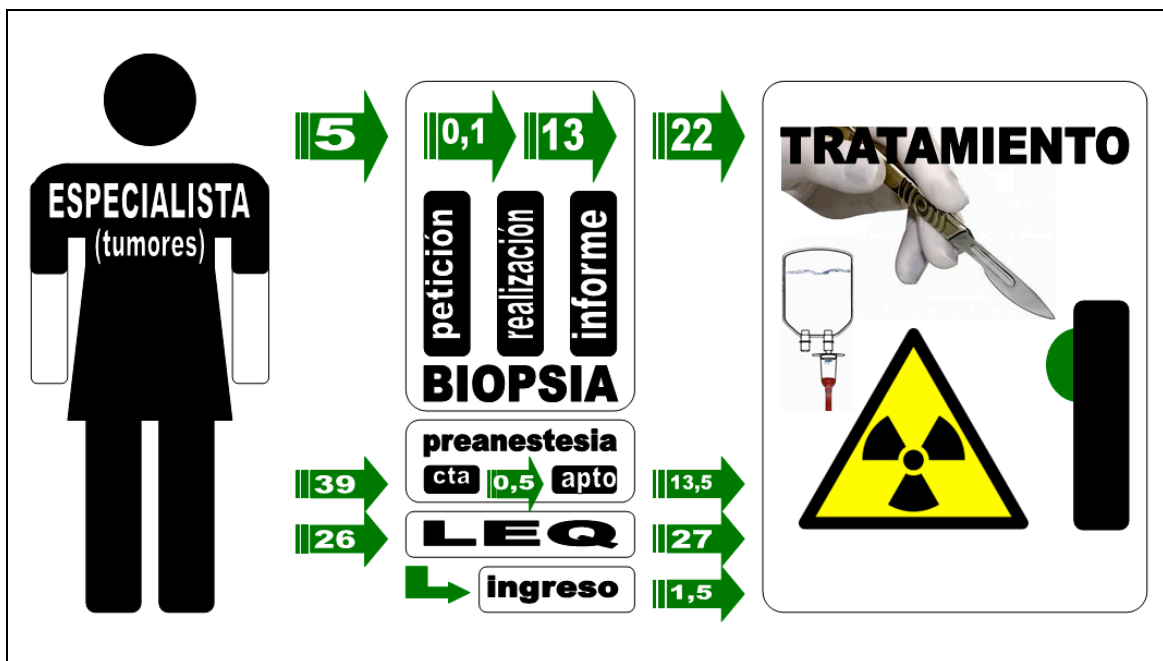 ESPECIALISTA
(tumores)
5
0,1
13
22
petición
realización
informe
BIOPSIA
TRATAMIENTO
39
preanestesia
cta
0,5
apto
13,5
26
LEQ
27
ingreso
1,5